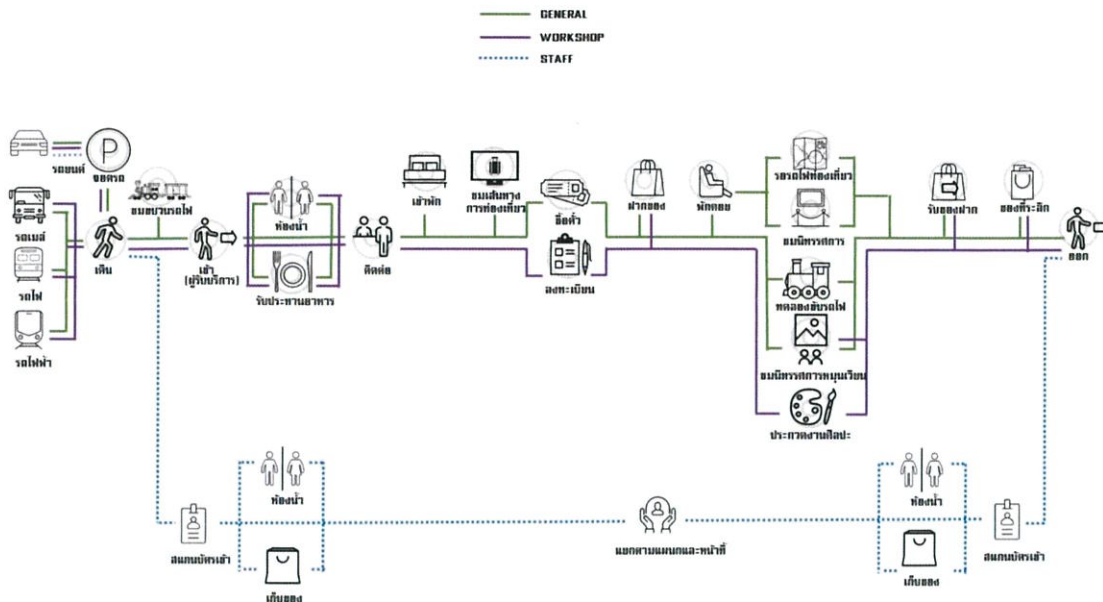 GENERAL
WORKSHOP
STAFF
รถยนต์
P
จอดรถ
รถเมล์
รถไฟ
รถไฟฟ้า
เดิน
ชมขบวนรถไฟ
เข้า
(ผู้รับบริการ)
ห้องน้ำ
รับประทานอาหาร
ติดต่อ
เข้าพัก
ชมเส้นทาง
การท่องเที่ยว
ซื้อตั๋ว
ลงทะเบียน
ฝากของ
พักคอย
รอรถไฟท่องเที่ยว
ชมนิทรรศการ
ทดลองขับรถไฟ
ชมนิทรรศการหมุนเวียน
ประกวดงานศิลปะ
รับของฝาก
ของที่ระลึก
ออก
สแกนบัตรเข้า
ห้องน้ำ
เก็บของ
แยกตามแผนกและหน้าที่
ห้องน้ำ
เก็บของ
สแกนบัตรเข้า